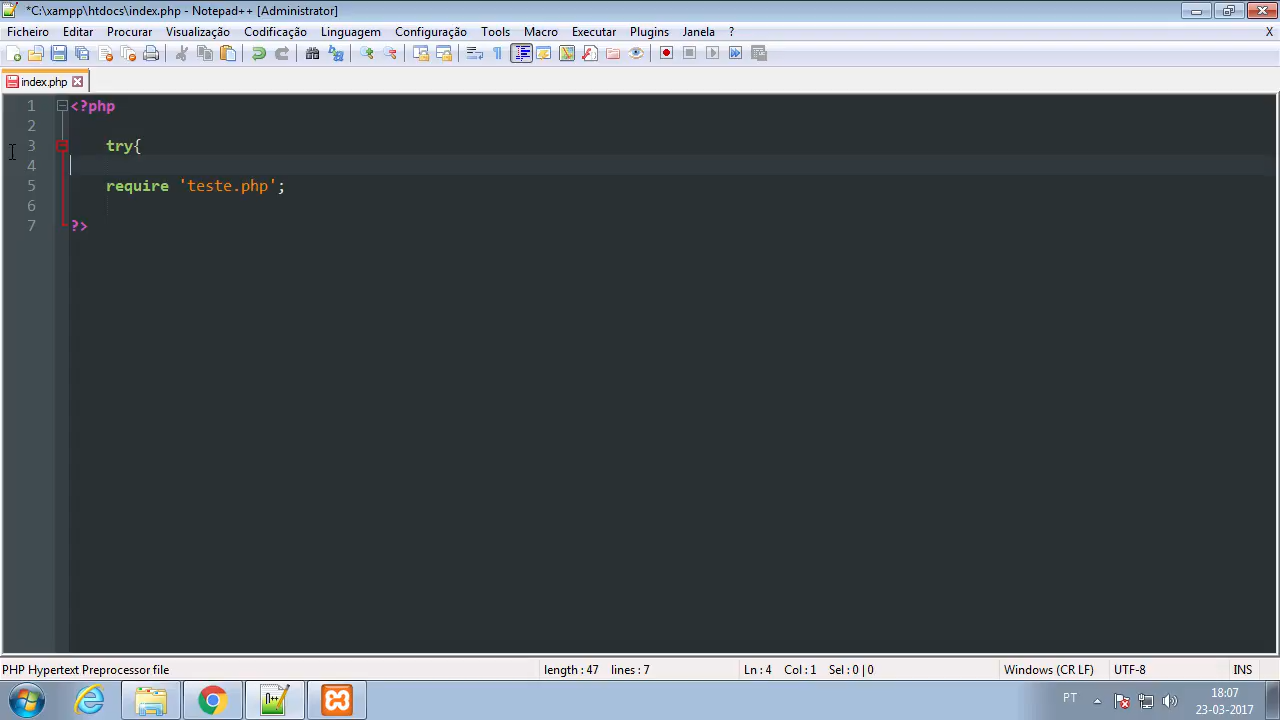 *C:\xampp\htdocs\index.php - Notepad++ [Administrator]
Ficheiro Editar Procurar Visualização Codificação Linguagem Configuração Tools Macro Executar Plugins Janela ? X
index.php
1 <?php
2
3 try{
4
5 require 'teste.php';
6
7 ?>
PHP Hypertext Preprocessor file length : 47 lines : 7 Ln : 4 Col : 1 Sel : 0 | 0 Windows (CR LF) UTF-8 INS
PT 18:07
23-03-2017